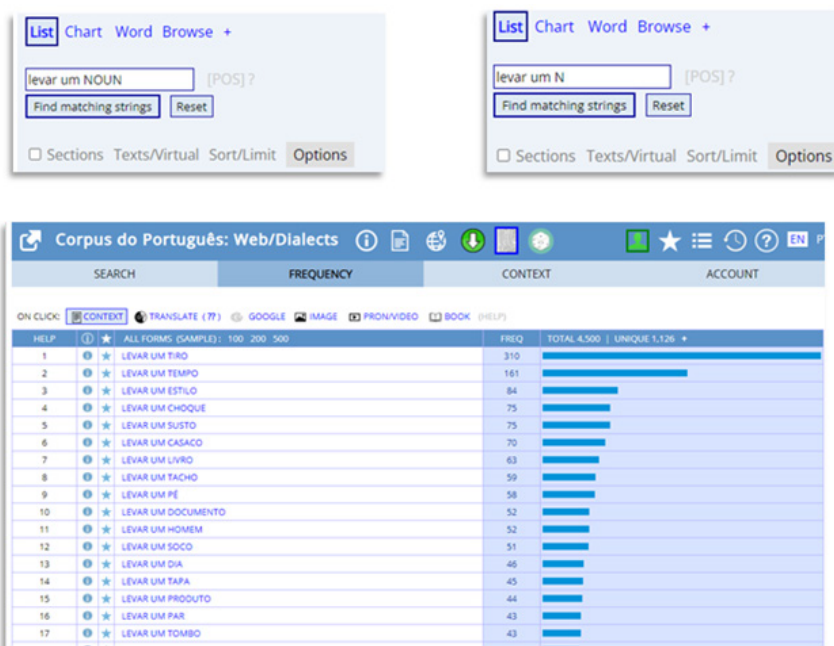 List Chart Word Browse +
levar um NOUN [POS] ?
Find matching strings Reset
Sections Texts/Virtual Sort/Limit Options
List Chart Word Browse +
levar um N [POS] ?
Find matching strings Reset
Sections Texts/Virtual Sort/Limit Options
Corpus do Português: Web/Dialects EN
SEARCH FREQUENCY CONTEXT ACCOUNT
ON CLICK: CONTEXT TRANSLATE (??) GOOGLE IMAGE PRON/VIDEO BOOK (HELP)
HELP ALL FORMS (SAMPLE): 100 200 500 FREQ TOTAL 4,500 | UNIQUE 1,126 +
1 LEVAR UM TIRO 310
2 LEVAR UM TEMPO 161
3 LEVAR UM ESTILO 84
4 LEVAR UM CHOQUE 75
5 LEVAR UM SUSTO 75
6 LEVAR UM CASACO 70
7 LEVAR UM LIVRO 63
8 LEVAR UM TACHO 59
9 LEVAR UM PÉ 58
10 LEVAR UM DOCUMENTO 52
11 LEVAR UM HOMEM 52
12 LEVAR UM SOCO 51
13 LEVAR UM DIA 46
14 LEVAR UM TAPA 45
15 LEVAR UM PRODUTO 44
16 LEVAR UM PAR 43
17 LEVAR UM TOMBO 43